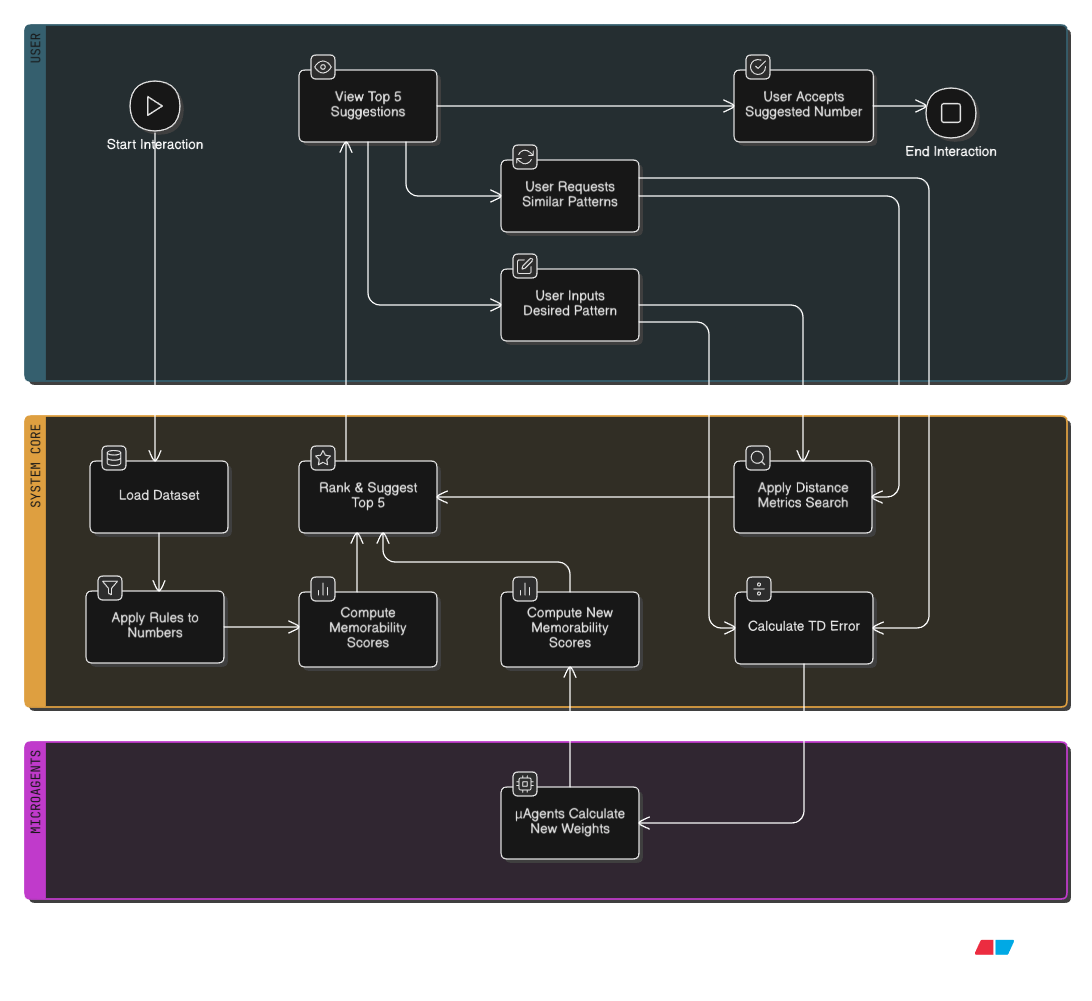 USER
Start Interaction
View Top 5
Suggestions
User Accepts
Suggested Number
End Interaction
User Requests
Similar Patterns
User Inputs
Desired Pattern
SYSTEM CORE
Load Dataset
Rank & Suggest
Top 5
Apply Distance
Metrics Search
Apply Rules to
Numbers
Compute
Memorability
Scores
Compute New
Memorability
Scores
Calculate TD Error
MICROAGENTS
μAgents Calculate
New Weights